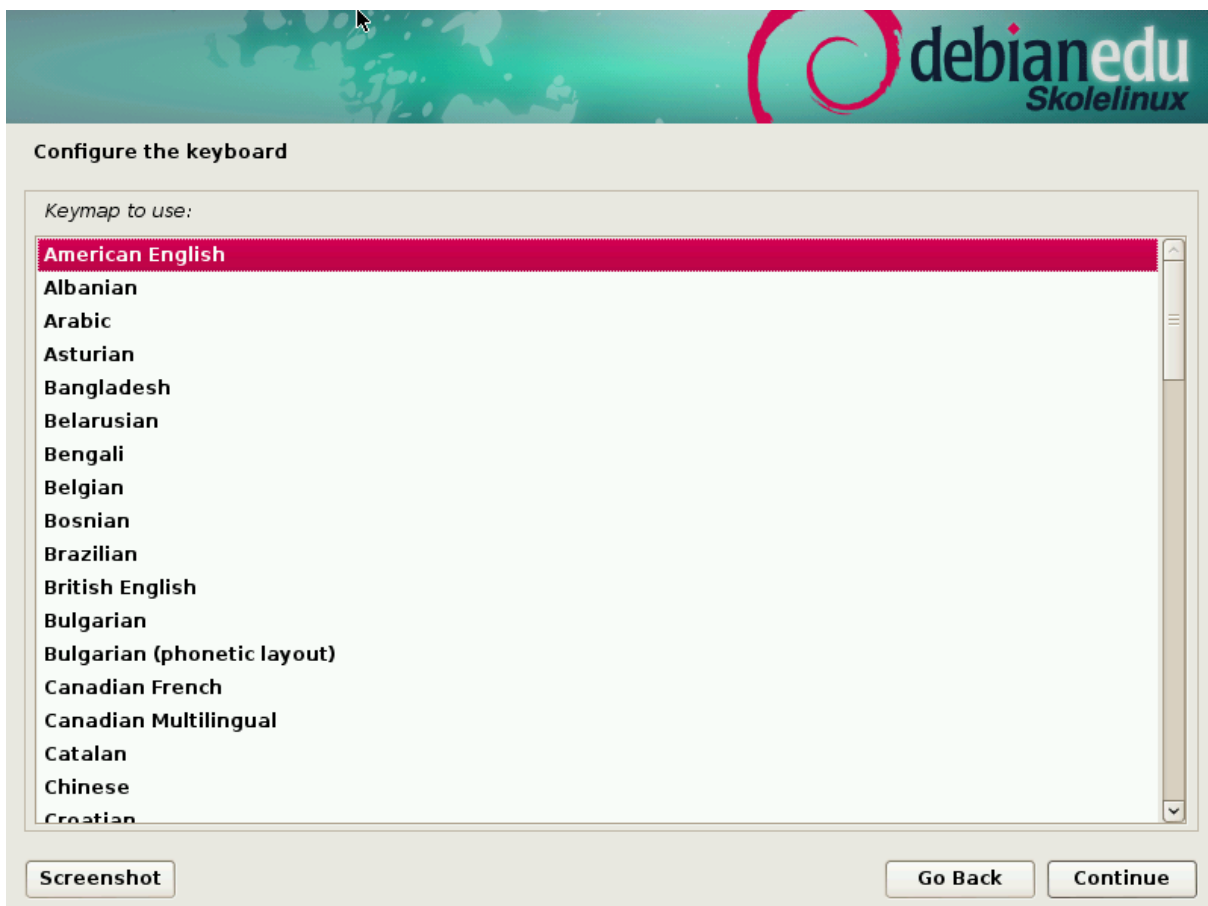 debianedu
Skolelinux
Configure the keyboard
Keymap to use:
American English
Albanian
Arabic
Asturian
Bangladesh
Belarusian
Bengali
Belgian
Bosnian
Brazilian
British English
Bulgarian
Bulgarian (phonetic layout)
Canadian French
Canadian Multilingual
Catalan
Chinese
Croatian
Screenshot
Go Back
Continue